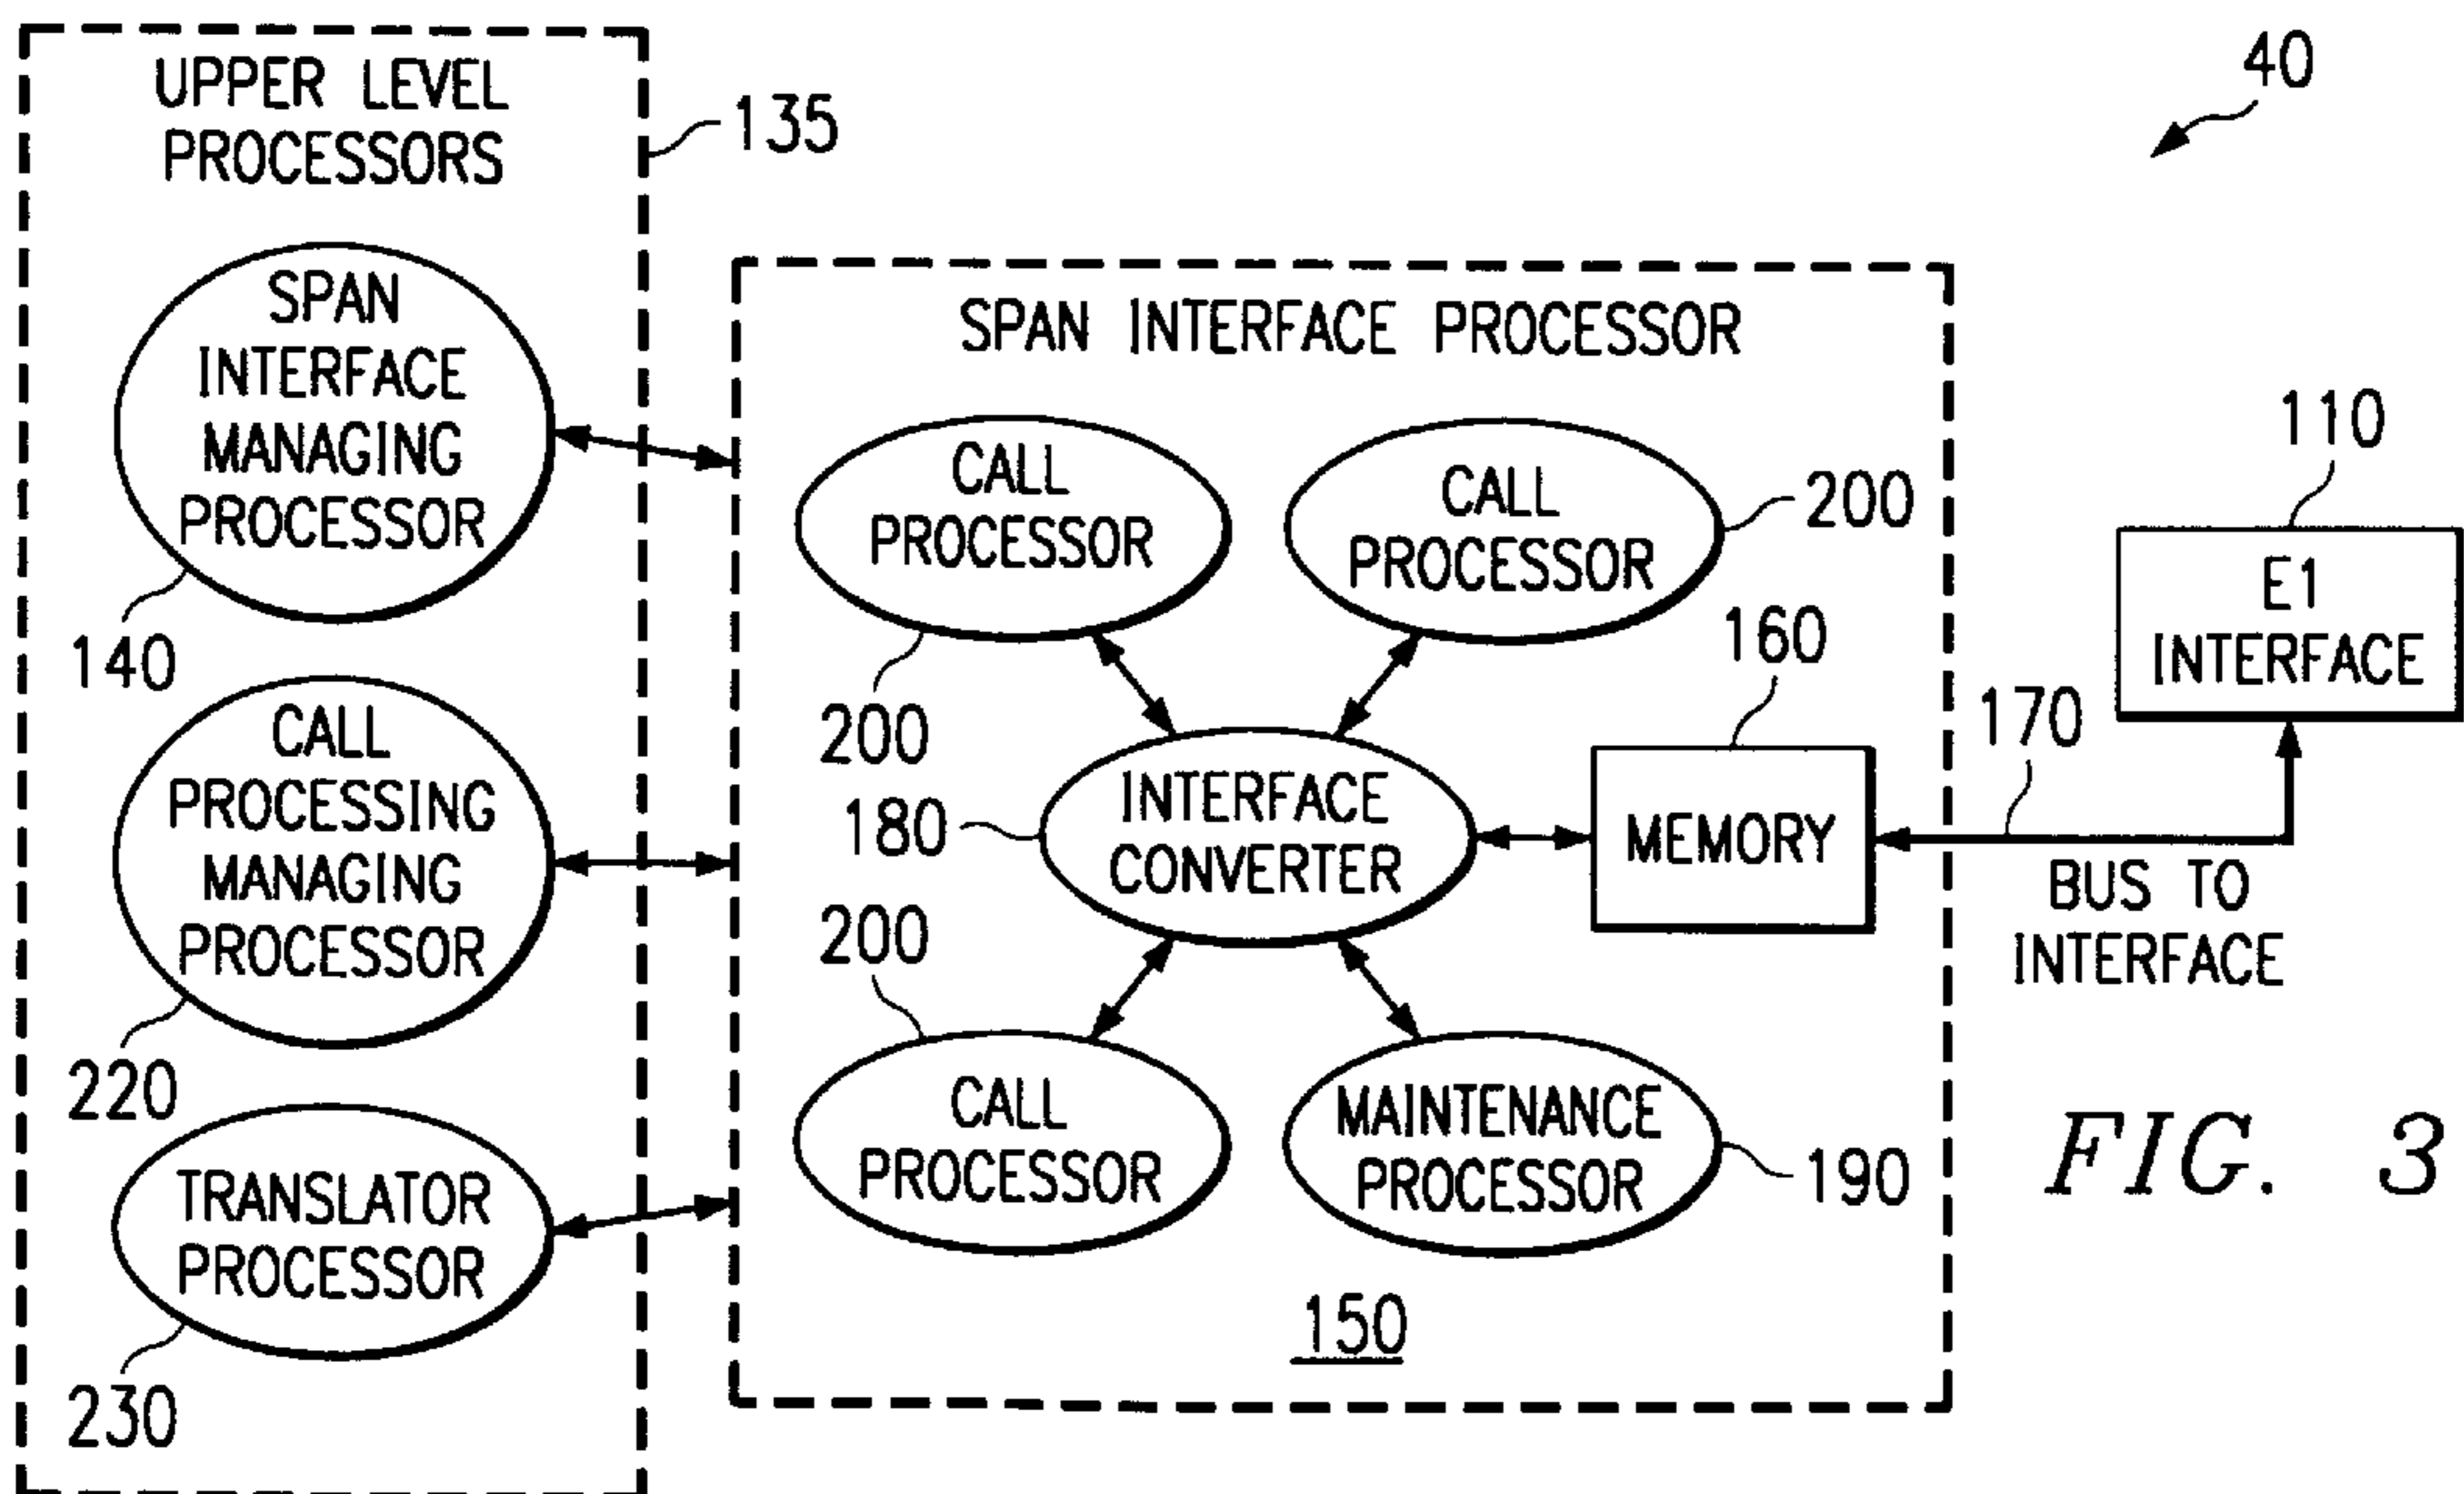 UPPER LEVEL
PROCESSORS
135
40
SPAN
INTERFACE
MANAGING
PROCESSOR
140
CALL
PROCESSING
MANAGING
PROCESSOR
220
TRANSLATOR
PROCESSOR
230
SPAN INTERFACE PROCESSOR
CALL
PROCESSOR
200
CALL
PROCESSOR
200
160
180
INTERFACE
CONVERTER
MEMORY
200
CALL
PROCESSOR
MAINTENANCE
PROCESSOR
190
150
110
E1
INTERFACE
170
BUS TO
INTERFACE
FIG. 3